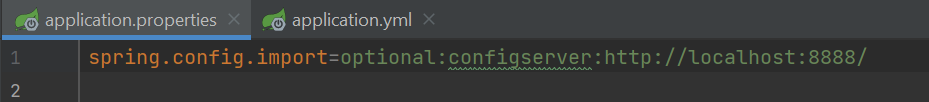 application.properties
application.yml
1 spring.config.import=optional:configserver:http://localhost:8888/
2